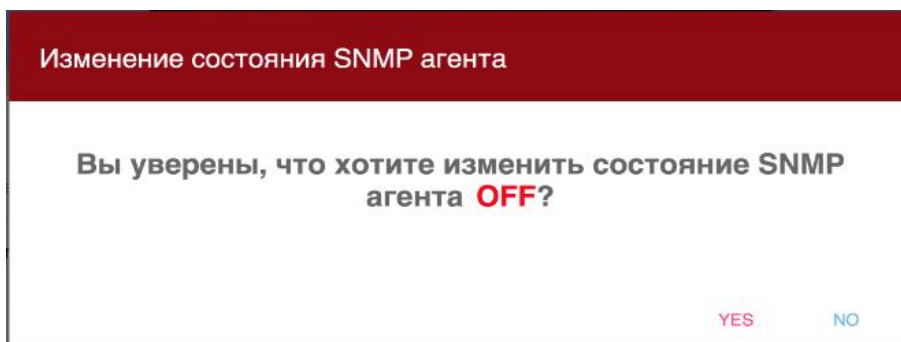 Изменение состояния SNMP агента
Вы уверены, что хотите изменить состояние SNMP
агента OFF?
YES NO